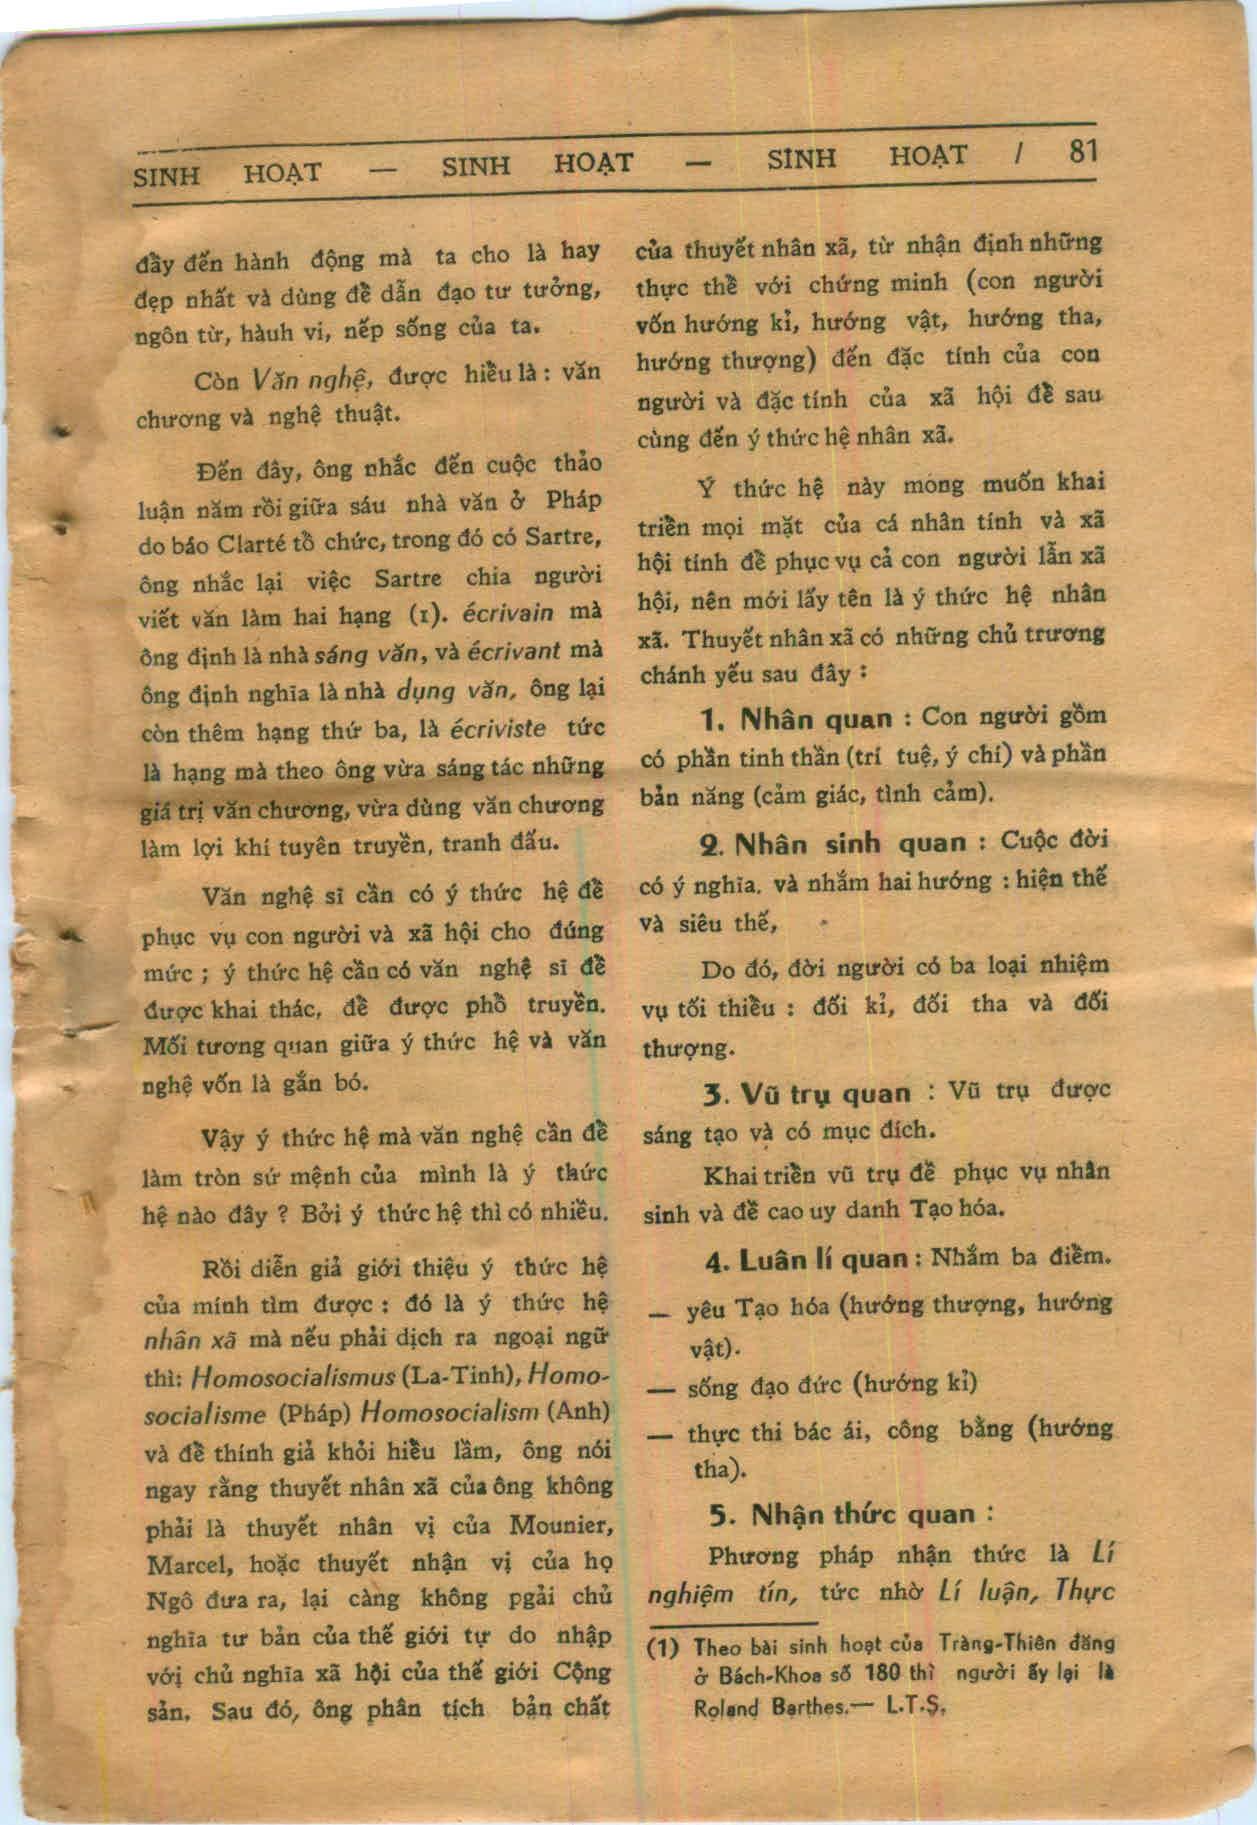 SINH HOẠT — SINH HOẠT — SINH HOẠT / 81
đầy đến hành động mà ta cho là hay
đẹp nhất và dùng để dẫn đạo tư tưởng,
ngôn từ, hàuh vi, nếp sống của ta.
Còn Văn nghệ, được hiểu là : văn
chương và nghệ thuật.
Đến đây, ông nhắc đến cuộc thảo
luận năm rồi giữa sáu nhà văn ở Pháp
do báo Clarté tổ chức, trong đó có Sartre,
ông nhắc lại việc Sartre chia người
viết văn làm hai hạng (1). écrivain mà
ông định là nhà sáng văn, và écrivant mà
ông định nghĩa là nhà dụng văn, ông lại
còn thêm hạng thứ ba, là écriviste tức
là hạng mà theo ông vừa sáng tác những
giá trị văn chương, vừa dùng văn chương
làm lợi khí tuyên truyền, tranh đấu.
Văn nghệ sĩ cần có ý thức hệ để
phục vụ con người và xã hội cho đúng
mức ; ý thức hệ cần có văn nghệ sĩ để
được khai thác, để được phổ truyền.
Mối tương quan giữa ý thức hệ và văn
nghệ vốn là gắn bó.
Vậy ý thức hệ mà văn nghệ cần để
làm tròn sứ mệnh của mình là ý thức
hệ nào đây ? Bởi ý thức hệ thì có nhiều.
Rồi diễn giả giới thiệu ý thức hệ
của mính tìm được : đó là ý thức hệ
nhân xã mà nếu phải dịch ra ngoại ngữ
thì: Homosocialismus (La-Tinh), Homo-
socialisme (Pháp) Homosocialism (Anh)
và để thính giả khỏi hiểu lầm, ông nói
ngay rằng thuyết nhân xã của ông không
phải là thuyết nhân vị của Mounier,
Marcel, hoặc thuyết nhận vị của họ
Ngô đưa ra, lại càng không pgải chủ
nghĩa tư bản của thế giới tự do nhập
với chủ nghĩa xã hội của thế giới Cộng
sản. Sau đó, ông phân tích bản chất
của thuyết nhân xã, từ nhận định những
thực thể với chứng minh (con người
vốn hướng kỉ, hướng vật, hướng tha,
hướng thượng) đến đặc tính của con
người và đặc tính của xã hội để sau
cùng đến ý thức hệ nhân xã.
Ý thức hệ này mong muốn khai
triển mọi mặt của cá nhân tính và xã
hội tính để phục vụ cả con người lẫn xã
hội, nên mới lấy tên là ý thức hệ nhân
xã. Thuyết nhân xã có những chủ trương
chánh yếu sau đây :
1. Nhân quan : Con người gồm
có phần tinh thần (trí tuệ, ý chí) và phần
bản năng (cảm giác, tình cảm).
2. Nhân sinh quan : Cuộc đời
có ý nghĩa. và nhắm hai hướng : hiện thế
và siêu thế,
Do đó, đời người có ba loại nhiệm
vụ tối thiểu : đối kỉ, đối tha và đối
thượng.
3. Vũ trụ quan : Vũ trụ được
sáng tạo và có mục đích.
Khai triển vũ trụ để phục vụ nhân
sinh và đề cao uy danh Tạo hóa.
4. Luân lí quan : Nhắm ba điểm.
— yêu Tạo hóa (hướng thượng, hướng
vật).
— sống đạo đức (hướng kỉ)
— thực thi bác ái, công bằng (hướng
tha).
5. Nhận thức quan :
Phương pháp nhận thức là Lí
nghiệm tín, tức nhờ Lí luận, Thực
(1) Theo bài sinh hoạt của Tràng-Thiên đăng
ở Bách-Khoa số 180 thì người ấy lại là
Roland Barthes.— L.T.S.